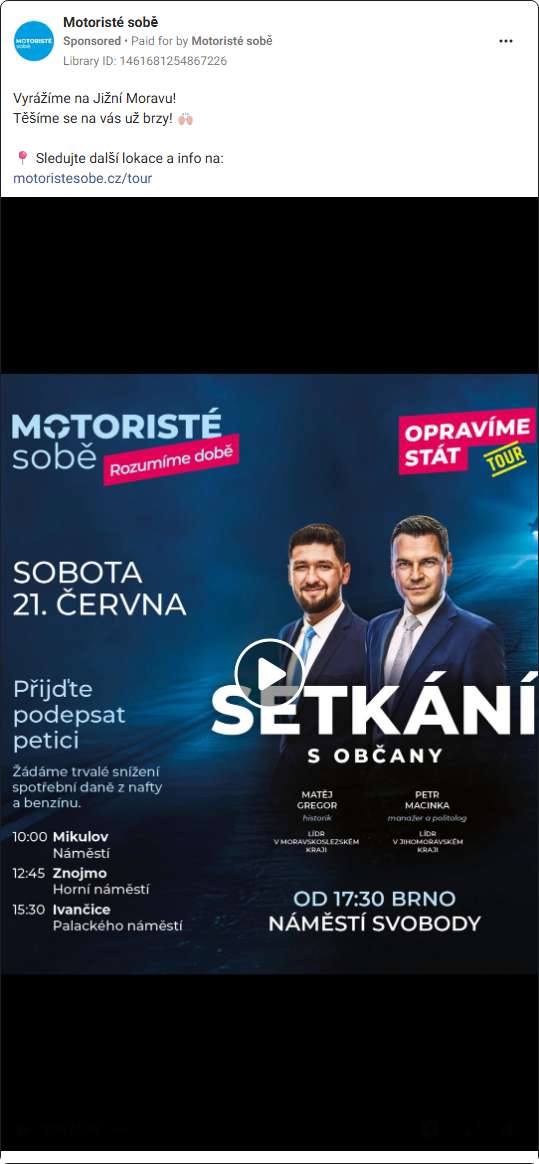 Motoristé sobě
Sponsored • Paid for by Motoristé sobě
Library ID: 1461681254867226
MOTORISTÉ
sobě
Vyrážíme na Jižní Moravu!
Těšíme se na vás už brzy!
Sledujte další lokace a info na:
motoristesobe.cz/tour
MOTORISTÉ
sobě
Rozumíme době
OPRAVÍME
STÁT
TOUR
SOBOTA
21. ČERVNA
Přijďte
podepsat
petici
Žádáme trvalé snížení
spotřební daně z nafty
a benzínu.
10:00 Mikulov
Náměstí
12:45 Znojmo
Horní náměstí
15:30 Ivančice
Palackého náměstí
SETKÁNÍ
S OBČANY
MATĚJ
GREGOR
historik
LÍDR
V MORAVSKOSLEZSKÉM
KRAJI
PETR
MACINKA
manažer a politolog
LÍDR
V JIHOMORAVSKÉM
KRAJI
OD 17:30 BRNO
NÁMĚSTÍ SVOBODY